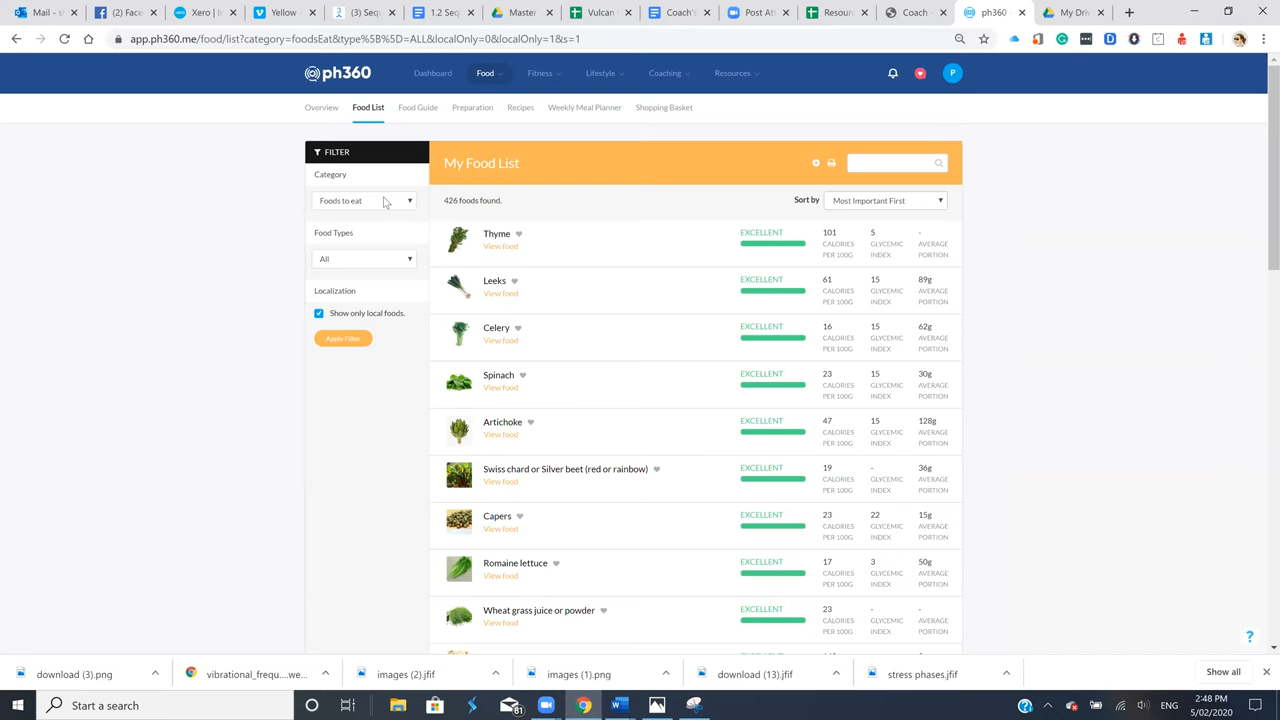 Mail - s
(2) Face
Xero | In
Yellow -
(3) Seq
1.2 Seq
Master
Vulcan
Coachi
Post Att
Resourc
Coach -
ph360
My Driv
app.ph360.me/food/list?category=foodsEat&type%5B%5D=ALL&localOnly=0&localOnly=1&s=1
ph360
Dashboard
Food
Fitness
Lifestyle
Coaching
Resources
P
Overview
Food List
Food Guide
Preparation
Recipes
Weekly Meal Planner
Shopping Basket
FILTER
Category
Foods to eat
Food Types
All
Localization
Show only local foods.
Apply Filter
My Food List
426 foods found.
Sort by
Most Important First
Thyme
View food
EXCELLENT
101
CALORIES
PER 100G
5
GLYCEMIC
INDEX
-
AVERAGE
PORTION
Leeks
View food
EXCELLENT
61
CALORIES
PER 100G
15
GLYCEMIC
INDEX
89g
AVERAGE
PORTION
Celery
View food
EXCELLENT
16
CALORIES
PER 100G
15
GLYCEMIC
INDEX
62g
AVERAGE
PORTION
Spinach
View food
EXCELLENT
23
CALORIES
PER 100G
15
GLYCEMIC
INDEX
30g
AVERAGE
PORTION
Artichoke
View food
EXCELLENT
47
CALORIES
PER 100G
15
GLYCEMIC
INDEX
128g
AVERAGE
PORTION
Swiss chard or Silver beet (red or rainbow)
View food
EXCELLENT
19
CALORIES
PER 100G
-
GLYCEMIC
INDEX
36g
AVERAGE
PORTION
Capers
View food
EXCELLENT
23
CALORIES
PER 100G
22
GLYCEMIC
INDEX
15g
AVERAGE
PORTION
Romaine lettuce
View food
EXCELLENT
17
CALORIES
PER 100G
3
GLYCEMIC
INDEX
50g
AVERAGE
PORTION
Wheat grass juice or powder
View food
EXCELLENT
23
CALORIES
PER 100G
-
GLYCEMIC
INDEX
-
AVERAGE
PORTION
?
download (3).png
vibrational_frequ....we...
images (2).jfif
images (1).png
download (13).jfif
stress phases.jfif
Show all
Start a search
81
ENG
2:48 PM
5/02/2020